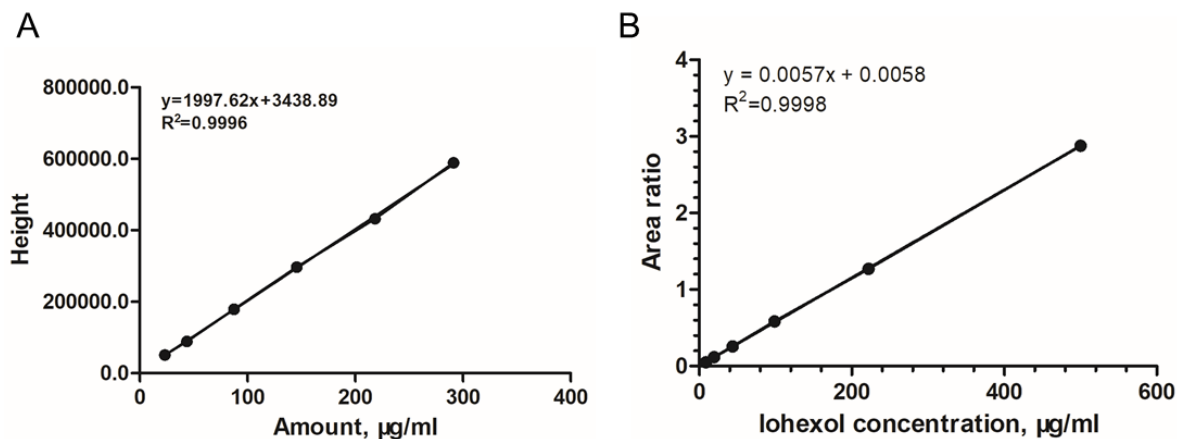 A
800000.0
600000.0
400000.0
200000.0
0.0
Height
y=1997.62x+3438.89
R²=0.9996
0 100 200 300 400
Amount, µg/ml
B
4
3
2
1
0
Area ratio
y = 0.0057x + 0.0058
R²=0.9998
0 200 400 600
Iohexol concentration, µg/ml